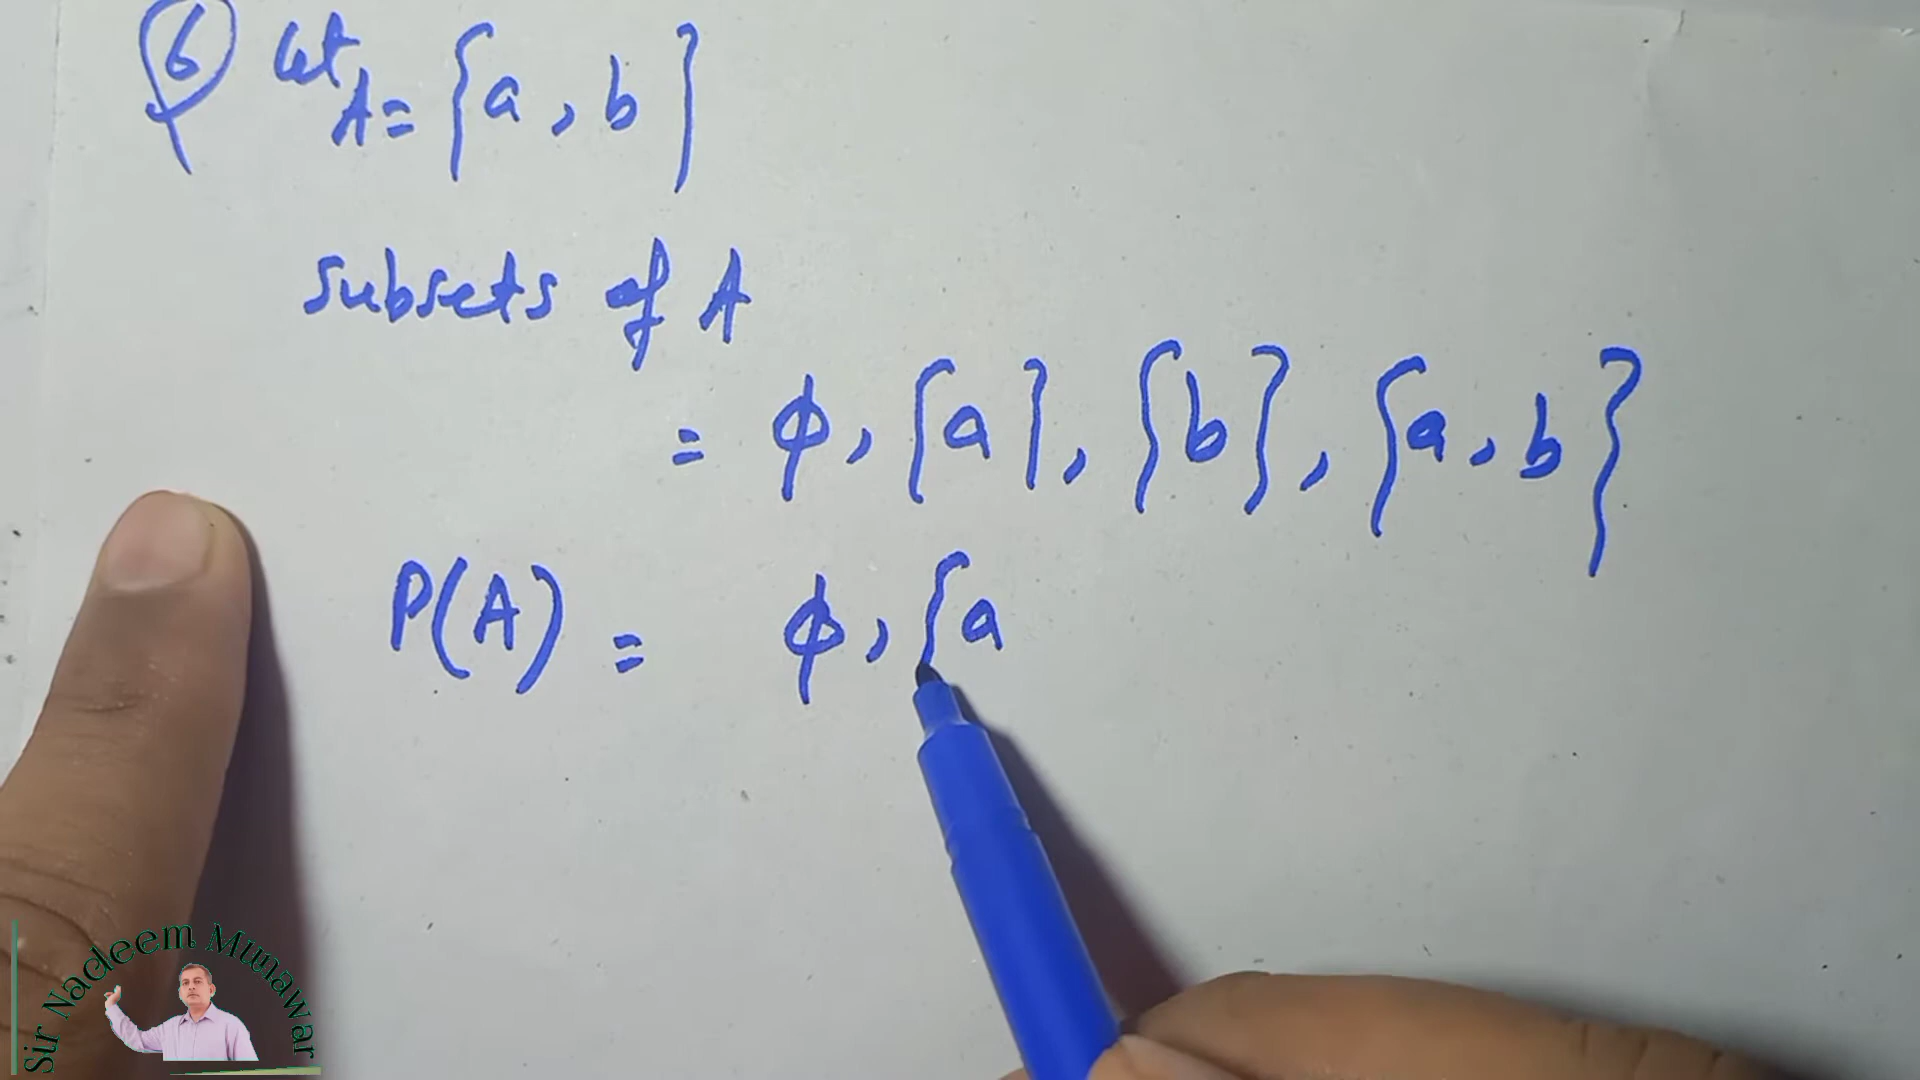 6 let A = {a, b}
subsets of A
= ϕ, {a}, {b}, {a, b}
P(A) = ϕ, {a
Sir Nadeem Munawar